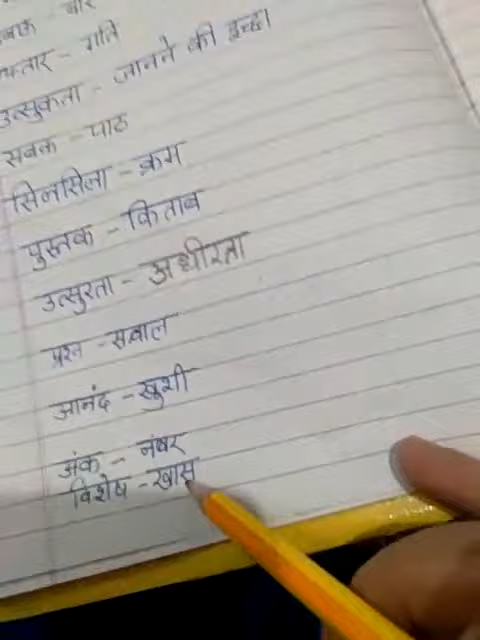 रफ्तार - गति
उत्सुकता - जानने की इच्छा
सबक - पाठ
सिलसिला - क्रम
पुस्तक - किताब
उत्सुरता - अधीरता
प्रश्न - सवाल
आनंद - खुशी
अंक - नंबर
विशेष - खास